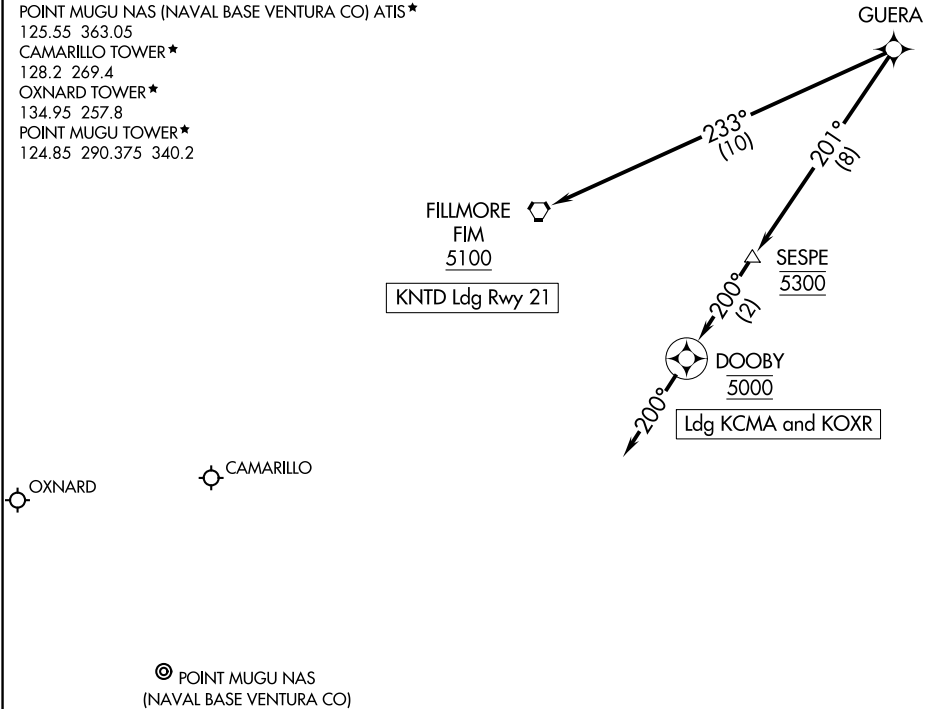 POINT MUGU NAS (NAVAL BASE VENTURA CO) ATIS★
125.55 363.05
CAMARILLO TOWER★
128.2 269.4
OXNARD TOWER★
134.95 257.8
POINT MUGU TOWER★
124.85 290.375 340.2
GUERA
233°
(10)
201°
(8)
FILLMORE
FIM
5100
KNTD Ldg Rwy 21
SESPE
5300
200°
(2)
DOOBY
5000
200°
Ldg KCMA and KOXR
CAMARILLO
OXNARD
POINT MUGU NAS
(NAVAL BASE VENTURA CO)